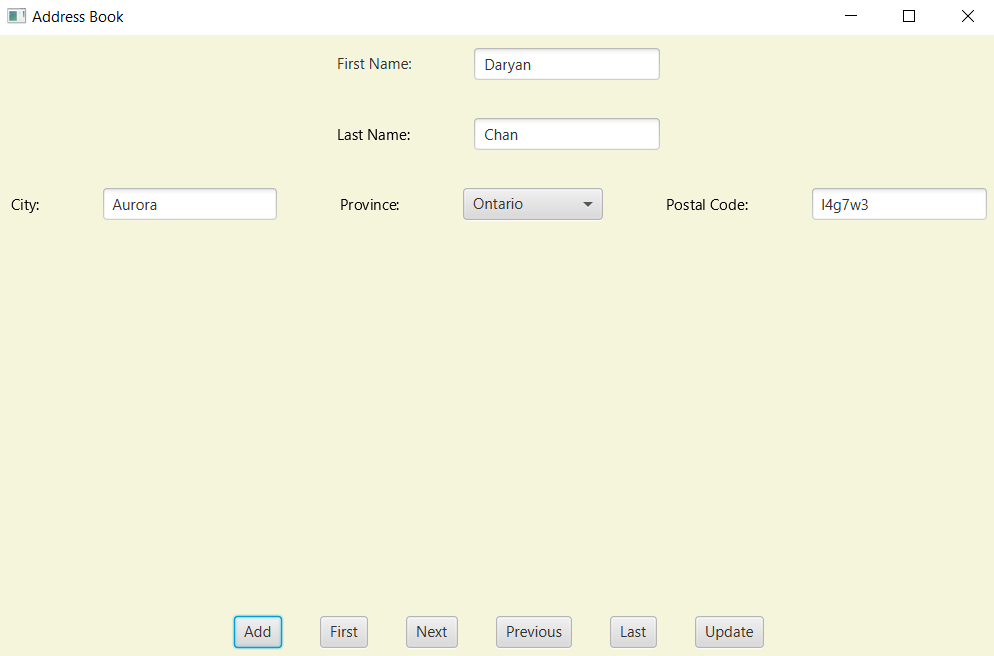 Address Book
First Name: Daryan
Last Name: Chan
City: Aurora Province: Ontario Postal Code: l4g7w3
Add First Next Previous Last Update